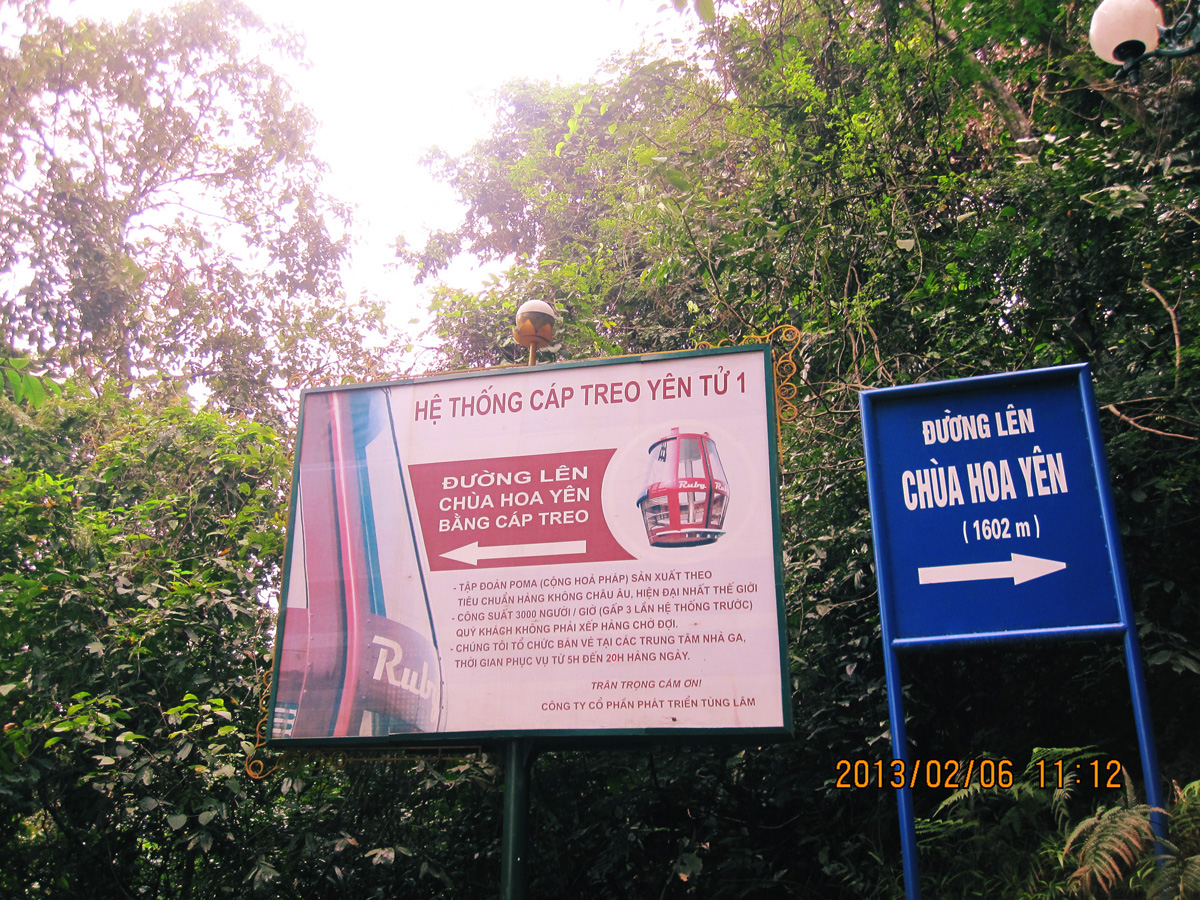 HỆ THỐNG CÁP TREO YÊN TỬ 1
ĐƯỜNG LÊN
CHÙA HOA YÊN
BẰNG CÁP TREO
Ruby
- TẬP ĐOÀN POMA (CỘNG HOẢ PHÁP) SẢN XUẤT THEO
TIÊU CHUẨN HÀNG KHÔNG CHÂU ÂU, HIỆN ĐẠI NHẤT THẾ GIỚI
- CÔNG SUẤT 3000 NGƯỜI / GIỜ (GẤP 3 LẦN HỆ THỐNG TRƯỚC)
QUÝ KHÁCH KHÔNG PHẢI XẾP HÀNG CHỜ ĐỢI.
- CHÚNG TÔI TỔ CHỨC BÁN VÉ TẠI CÁC TRUNG TÂM NHÀ GA,
THỜI GIAN PHỤC VỤ TỪ 5H ĐẾN 20H HÀNG NGÀY.
TRÂN TRỌNG CÁM ƠN!
CÔNG TY CỔ PHẦN PHÁT TRIỂN TÙNG LÂM
Ruby
ĐƯỜNG LÊN
CHÙA HOA YÊN
( 1602 m )
2013/02/06 11:12